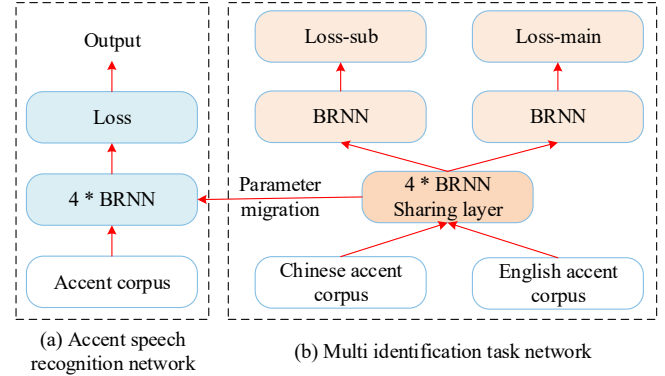 Output
Loss
4 * BRNN
Accent corpus
(a) Accent speech
recognition network
Parameter
migration
Loss-sub
Loss-main
BRNN
BRNN
4 * BRNN
Sharing layer
Chinese accent
corpus
English accent
corpus
(b) Multi identification task network